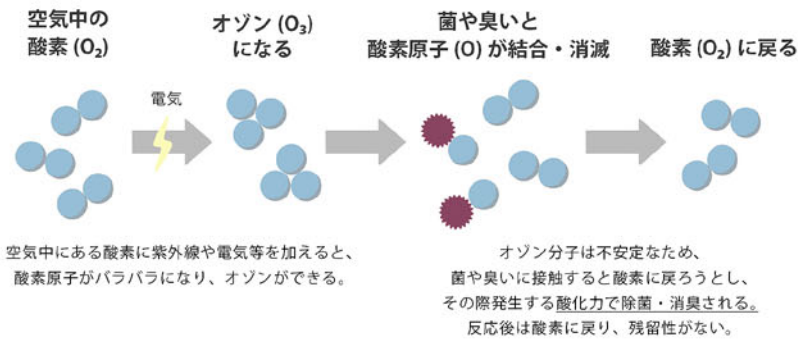 空気中の
酸素 (O₂)
オゾン (O₃)
になる
菌や臭いと
酸素原子 (O) が結合・消滅
酸素 (O₂) に戻る
電気
空気中にある酸素に紫外線や電気等を加えると、
酸素原子がバラバラになり、オゾンができる。
オゾン分子は不安定なため、
菌や臭いに接触すると酸素に戻ろうとし、
その際発生する酸化力で除菌・消臭される。
反応後は酸素に戻り、残留性がない。